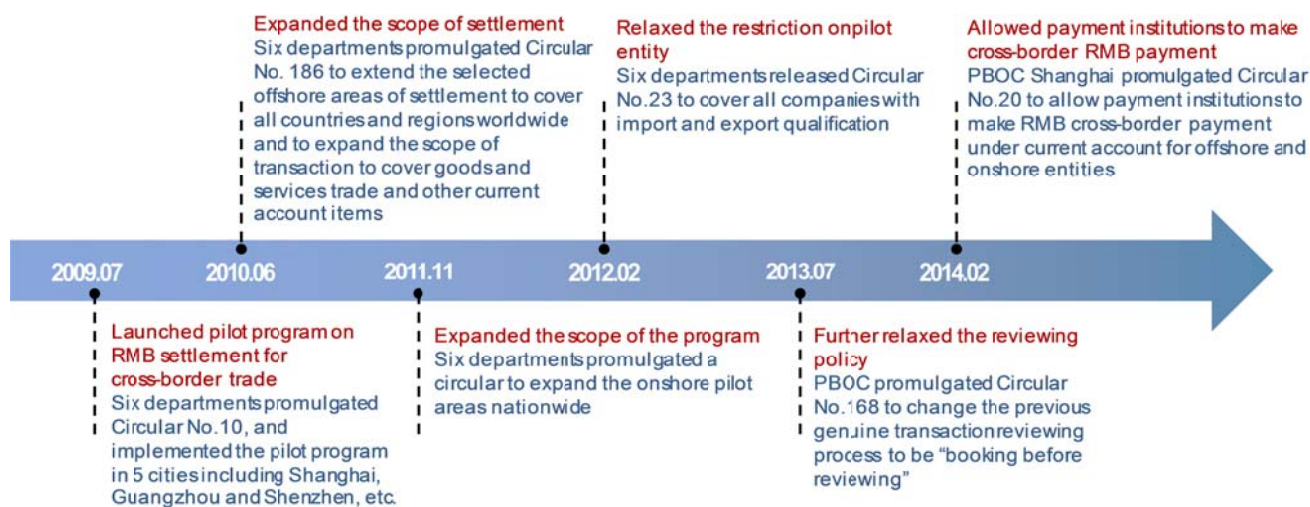 Expanded the scope of settlement
Six departments promulgated Circular
No. 186 to extend the selected
offshore areas of settlement to cover
all countries and regions worldwide
and to expand the scope of
transaction to cover goods and
services trade and other current
account items
Relaxed the restriction onpilot
entity
Six departments released Circular
No.23 to cover all companies with
import and export qualification
Allowed payment institutions to make
cross-border RMB payment
PBOC Shanghai promulgated Circular
No.20 to allow payment institutions to
make RMB cross-border payment
under current account for offshore and
onshore entities
2009.07 2010.06 2011.11 2012.02 2013.07 2014.02
Launched pilot program on
RMB settlement for
cross-border trade
Six departments promulgated
Circular No.10, and
implemented the pilot program
in 5 cities including Shanghai,
Guangzhou and Shenzhen, etc.
Expanded the scope of the program
Six departments promulgated a
circular to expand the onshore pilot
areas nationwide
Further relaxed the reviewing
policy
PBOC promulgated Circular
No.168 to change the previous
genuine transaction reviewing
process to be “booking before
reviewing”